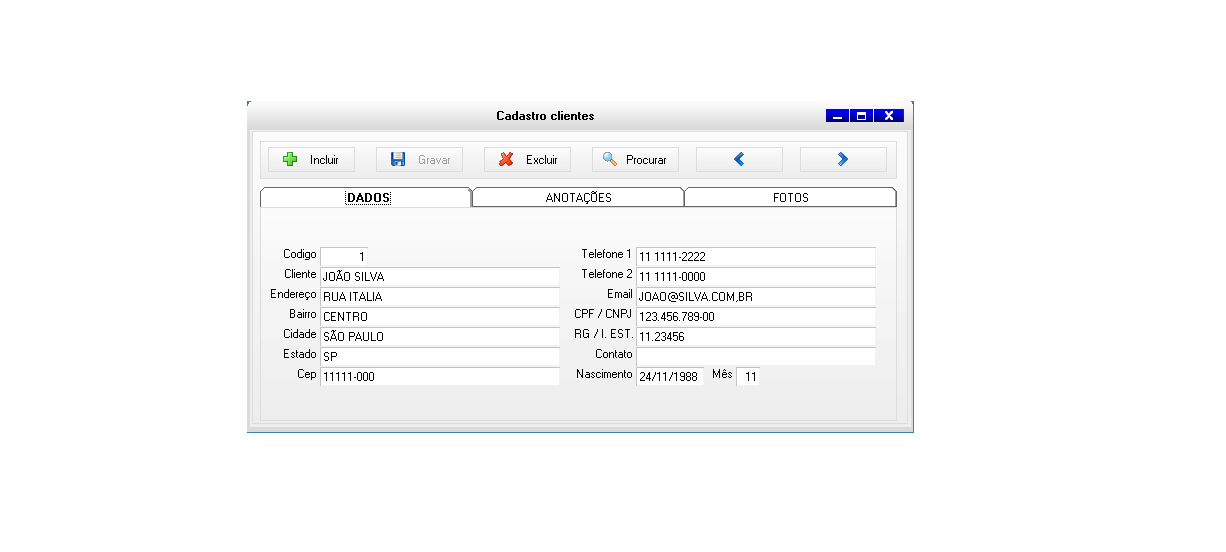 Cadastro clientes
Incluir Gravar Excluir Procurar
DADOS ANOTAÇÕES FOTOS
Codigo 1 Telefone 1 11 1111-2222
Cliente JOÃO SILVA Telefone 2 11 1111-0000
Endereço RUA ITALIA Email JOAO@SILVA.COM,BR
Bairro CENTRO CPF / CNPJ 123.456.789-00
Cidade SÃO PAULO RG / I. EST. 11.23456
Estado SP Contato
Cep 11111-000 Nascimento 24/11/1988 Mês 11